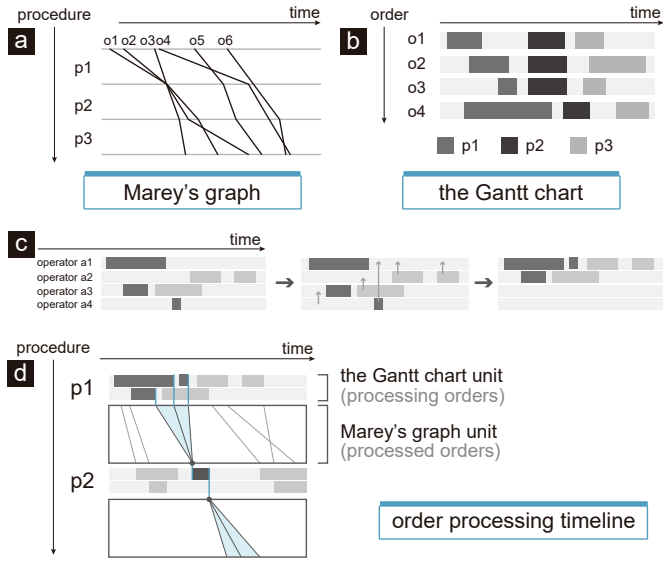 procedure
time
a
o1 o2 o3 o4 o5 o6
p1
p2
p3
Marey's graph
order
time
b
o1
o2
o3
o4
p1 p2 p3
the Gantt chart
c
time
operator a1
operator a2
operator a3
operator a4
procedure
time
d
p1
the Gantt chart unit
(processing orders)
Marey's graph unit
(processed orders)
p2
order processing timeline